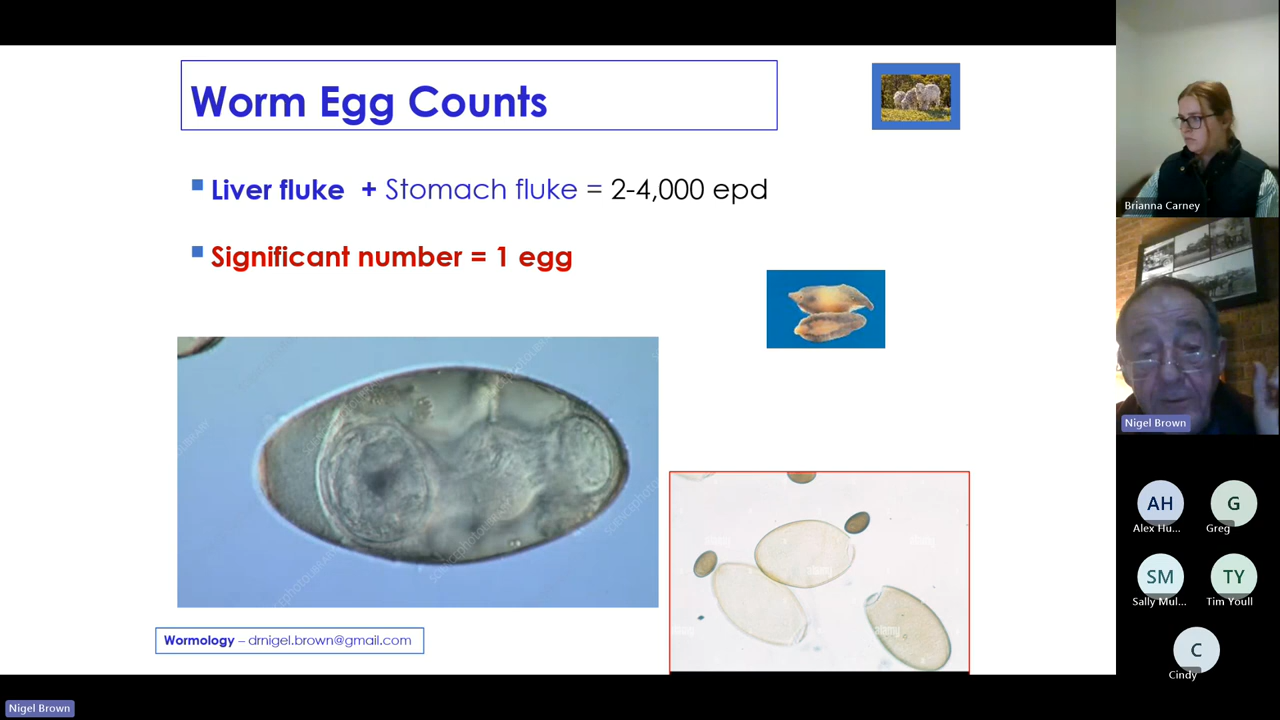 Worm Egg Counts
Liver fluke + Stomach fluke = 2-4,000 epd
Significant number = 1 egg
Wormology – drnigel.brown@gmail.com
Nigel Brown
Brianna Carney
Nigel Brown
AH
G
Alex Hu...
Greg
SM
TY
Sally Mul...
Tim Youll
C
Cindy